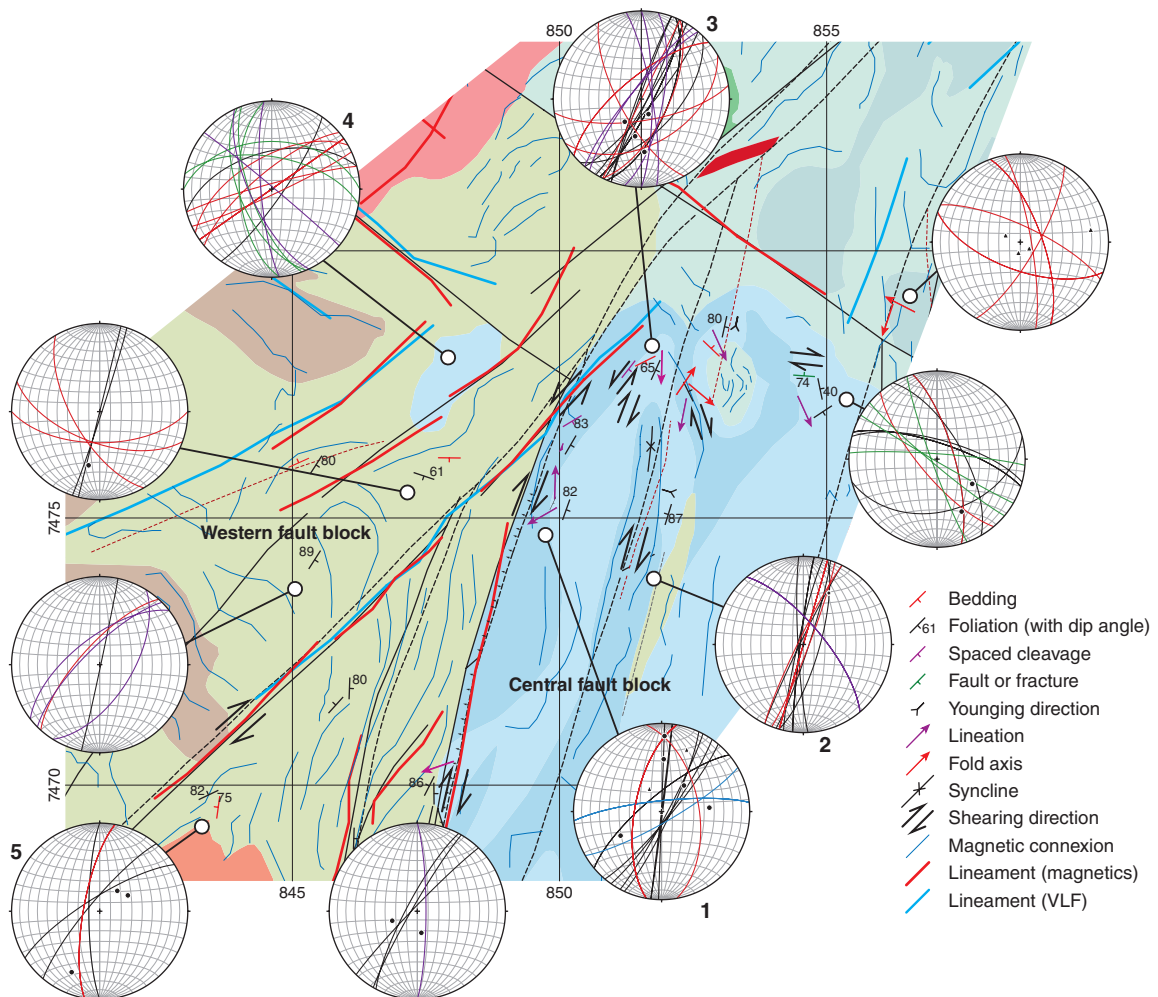 850
3
855
4
80
65
74
40
83
80
61
82
7475
Western fault block
87
89
Bedding
61 Foliation (with dip angle)
Spaced cleavage
Fault or fracture
Central fault block
80
Younging direction
Lineation
2
Fold axis
7470
86
82
75
Syncline
Shearing direction
Magnetic connexion
5
Lineament (magnetics)
845
850
Lineament (VLF)
1